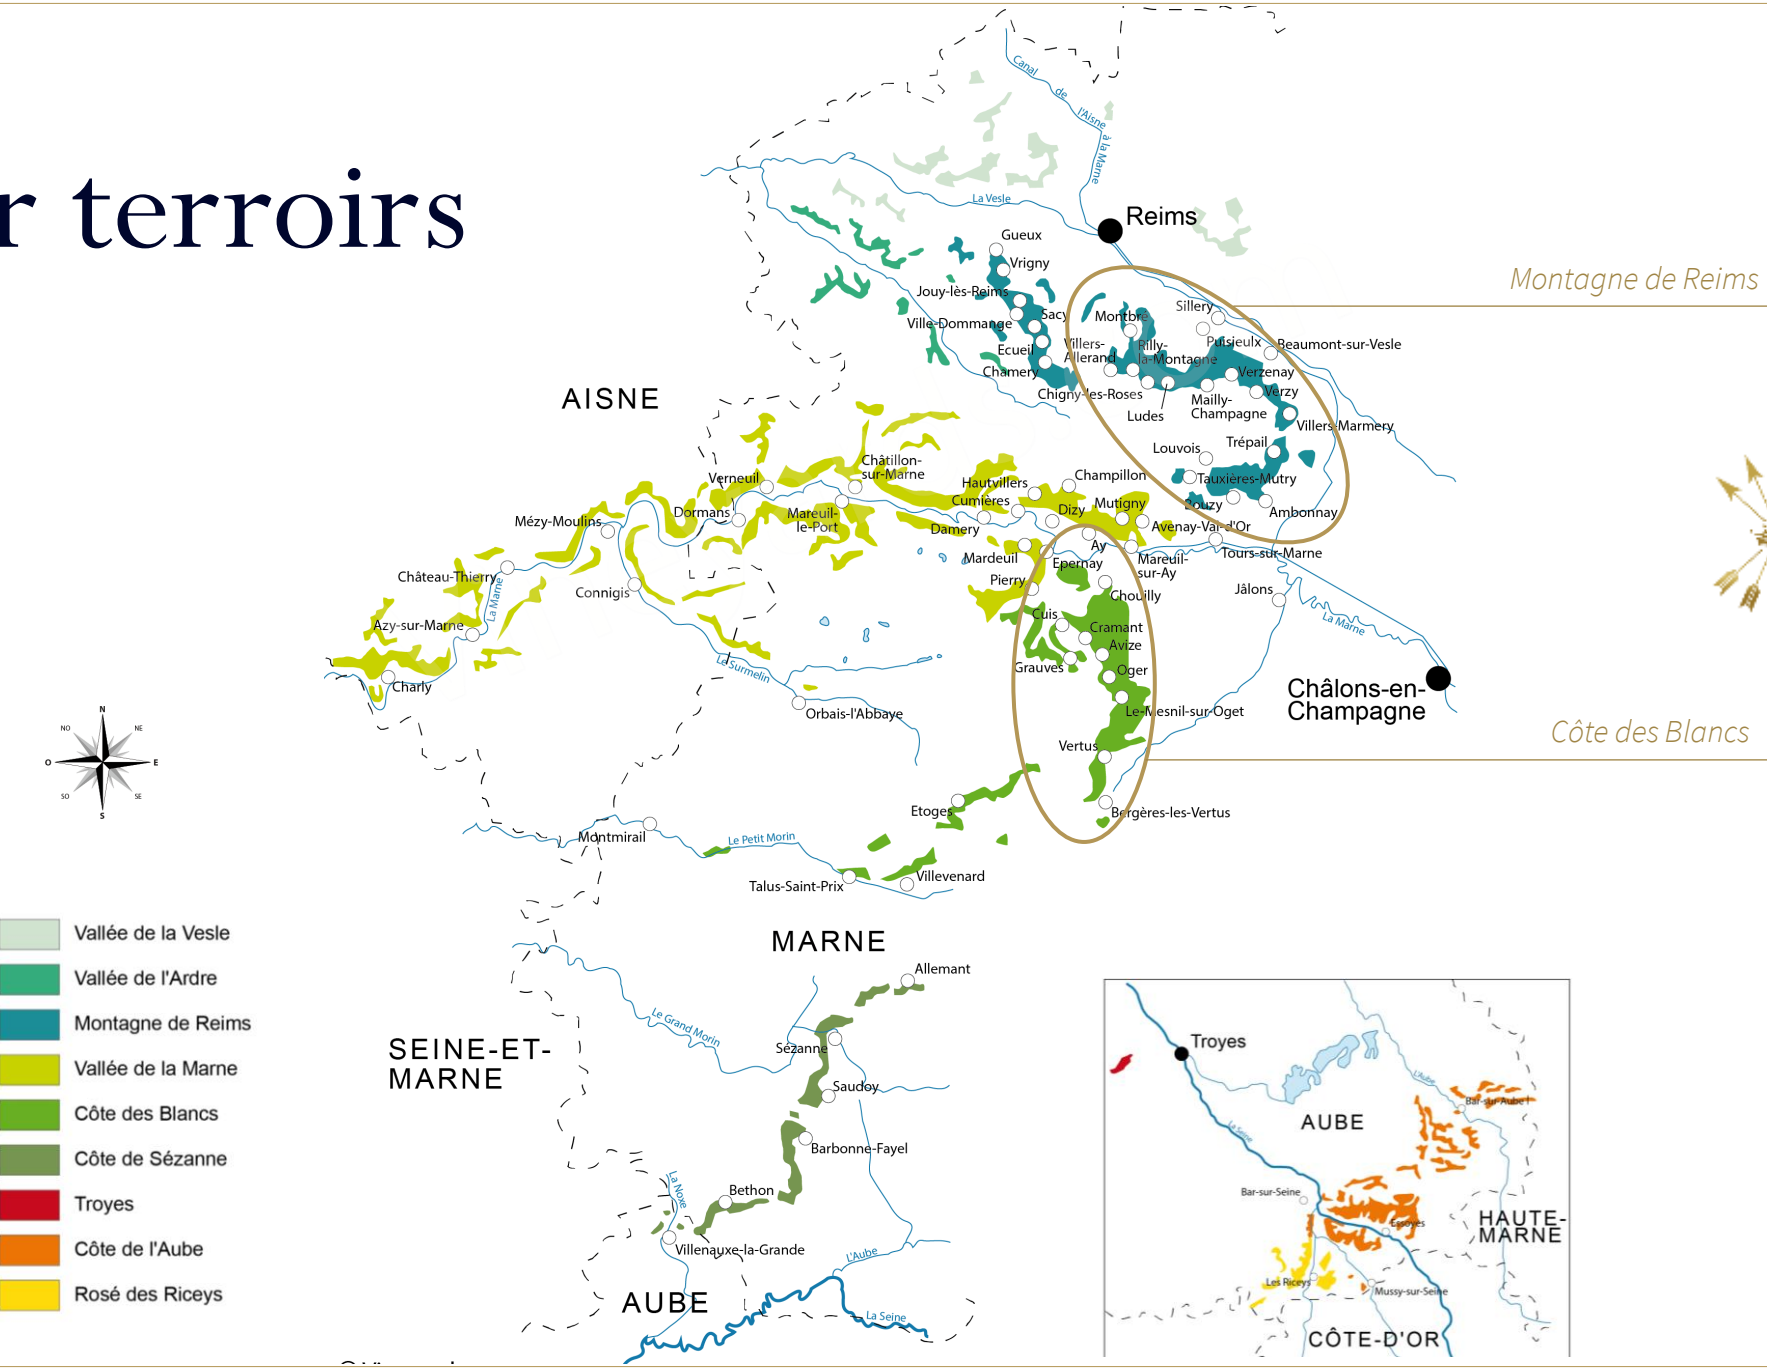 r terroirs
Canal
de
l'Aisne
à la Marne
La Vesle
Reims
Gueux
Vrigny
Jouy-lès-Reims
Ville-Dommange
Sacy
Ecueil
Chamery
Villers-
Allerand
Montbré
Rilly-
la-Montagne
Sillery
Puisieulx
Beaumont-sur-Vesle
Verzenay
Verzy
Chigny-les-Roses
Ludes
Mailly-
Champagne
Villers-Marmery
Louvois
Trépail
Tauxières-Mutry
Bouzy
Ambonnay
Montagne de Reims
AISNE
Verneuil
Châtillon-
sur-Marne
Hautvillers
Champillon
Cumières
Dizy
Mutigny
Mézy-Moulins
Dormans
Mareuil-
le-Port
Damery
Avenay-Val-d'Or
Ay
Tours-sur-Marne
Mardeuil
Epernay
Mareuil-
sur-Ay
Château-Thierry
Connigis
Pierry
Chouilly
Jâlons
La Marne
Azy-sur-Marne
La Marne
Cuis
Cramant
Avize
Grauves
Oger
Charly
Le Surmelin
Orbais-l'Abbaye
Le-Mesnil-sur-Oget
Châlons-en-
Champagne
Côte des Blancs
Vertus
Bergères-les-Vertus
Etoges
N
NO
NE
O
E
SO
SE
S
Montmirail
Le Petit Morin
Talus-Saint-Prix
Villevenard
MARNE
Allemant
Le Grand Morin
Sézanne
SEINE-ET-
MARNE
Saudoy
Barbonne-Fayel
La Noxe
Bethon
Villenauxe-la-Grande
L'Aube
AUBE
La Seine
Vallée de la Vesle
Vallée de l'Ardre
Montagne de Reims
Vallée de la Marne
Côte des Blancs
Côte de Sézanne
Troyes
Côte de l'Aube
Rosé des Riceys
Troyes
L'Aube
Bar-sur-Aube
AUBE
La Seine
Bar-sur-Seine
Essoyes
HAUTE-
MARNE
Les Riceys
Mussy-sur-Seine
CÔTE-D'OR